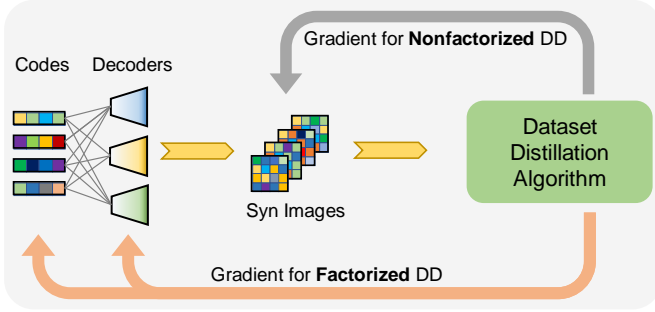 Gradient for Nonfactorized DD
Codes
Decoders
Dataset
Distillation
Algorithm
Syn Images
Gradient for Factorized DD